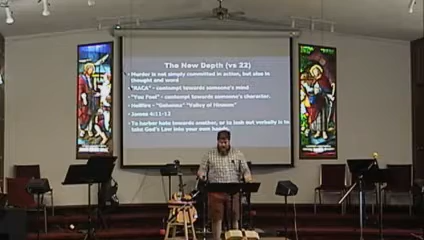 The New Depth (vs 22)
Murder is not simply committed in action, but also in
thought and word
"RACA" - contempt towards someone's mind
"You Fool" - contempt towards someone's character.
Hellfire - "Gehenna" "Valley of Hinnom"
James 4:11-12
To harbor hate towards another, or to lash out verbally is to
take God's Law into your own hands.